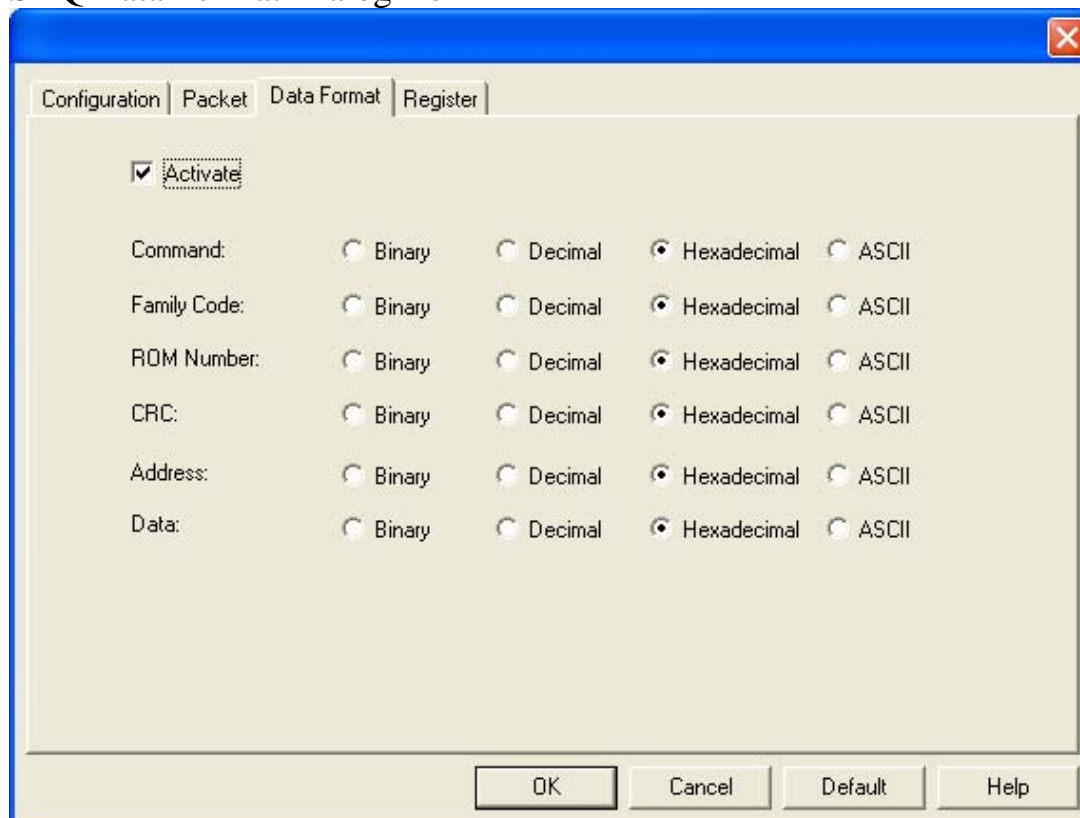 Data Format
Configuration Packet Data Format Register
Activate
Command: Binary Decimal Hexadecimal ASCII
Family Code: Binary Decimal Hexadecimal ASCII
ROM Number: Binary Decimal Hexadecimal ASCII
CRC: Binary Decimal Hexadecimal ASCII
Address: Binary Decimal Hexadecimal ASCII
Data: Binary Decimal Hexadecimal ASCII
OK Cancel Default Help